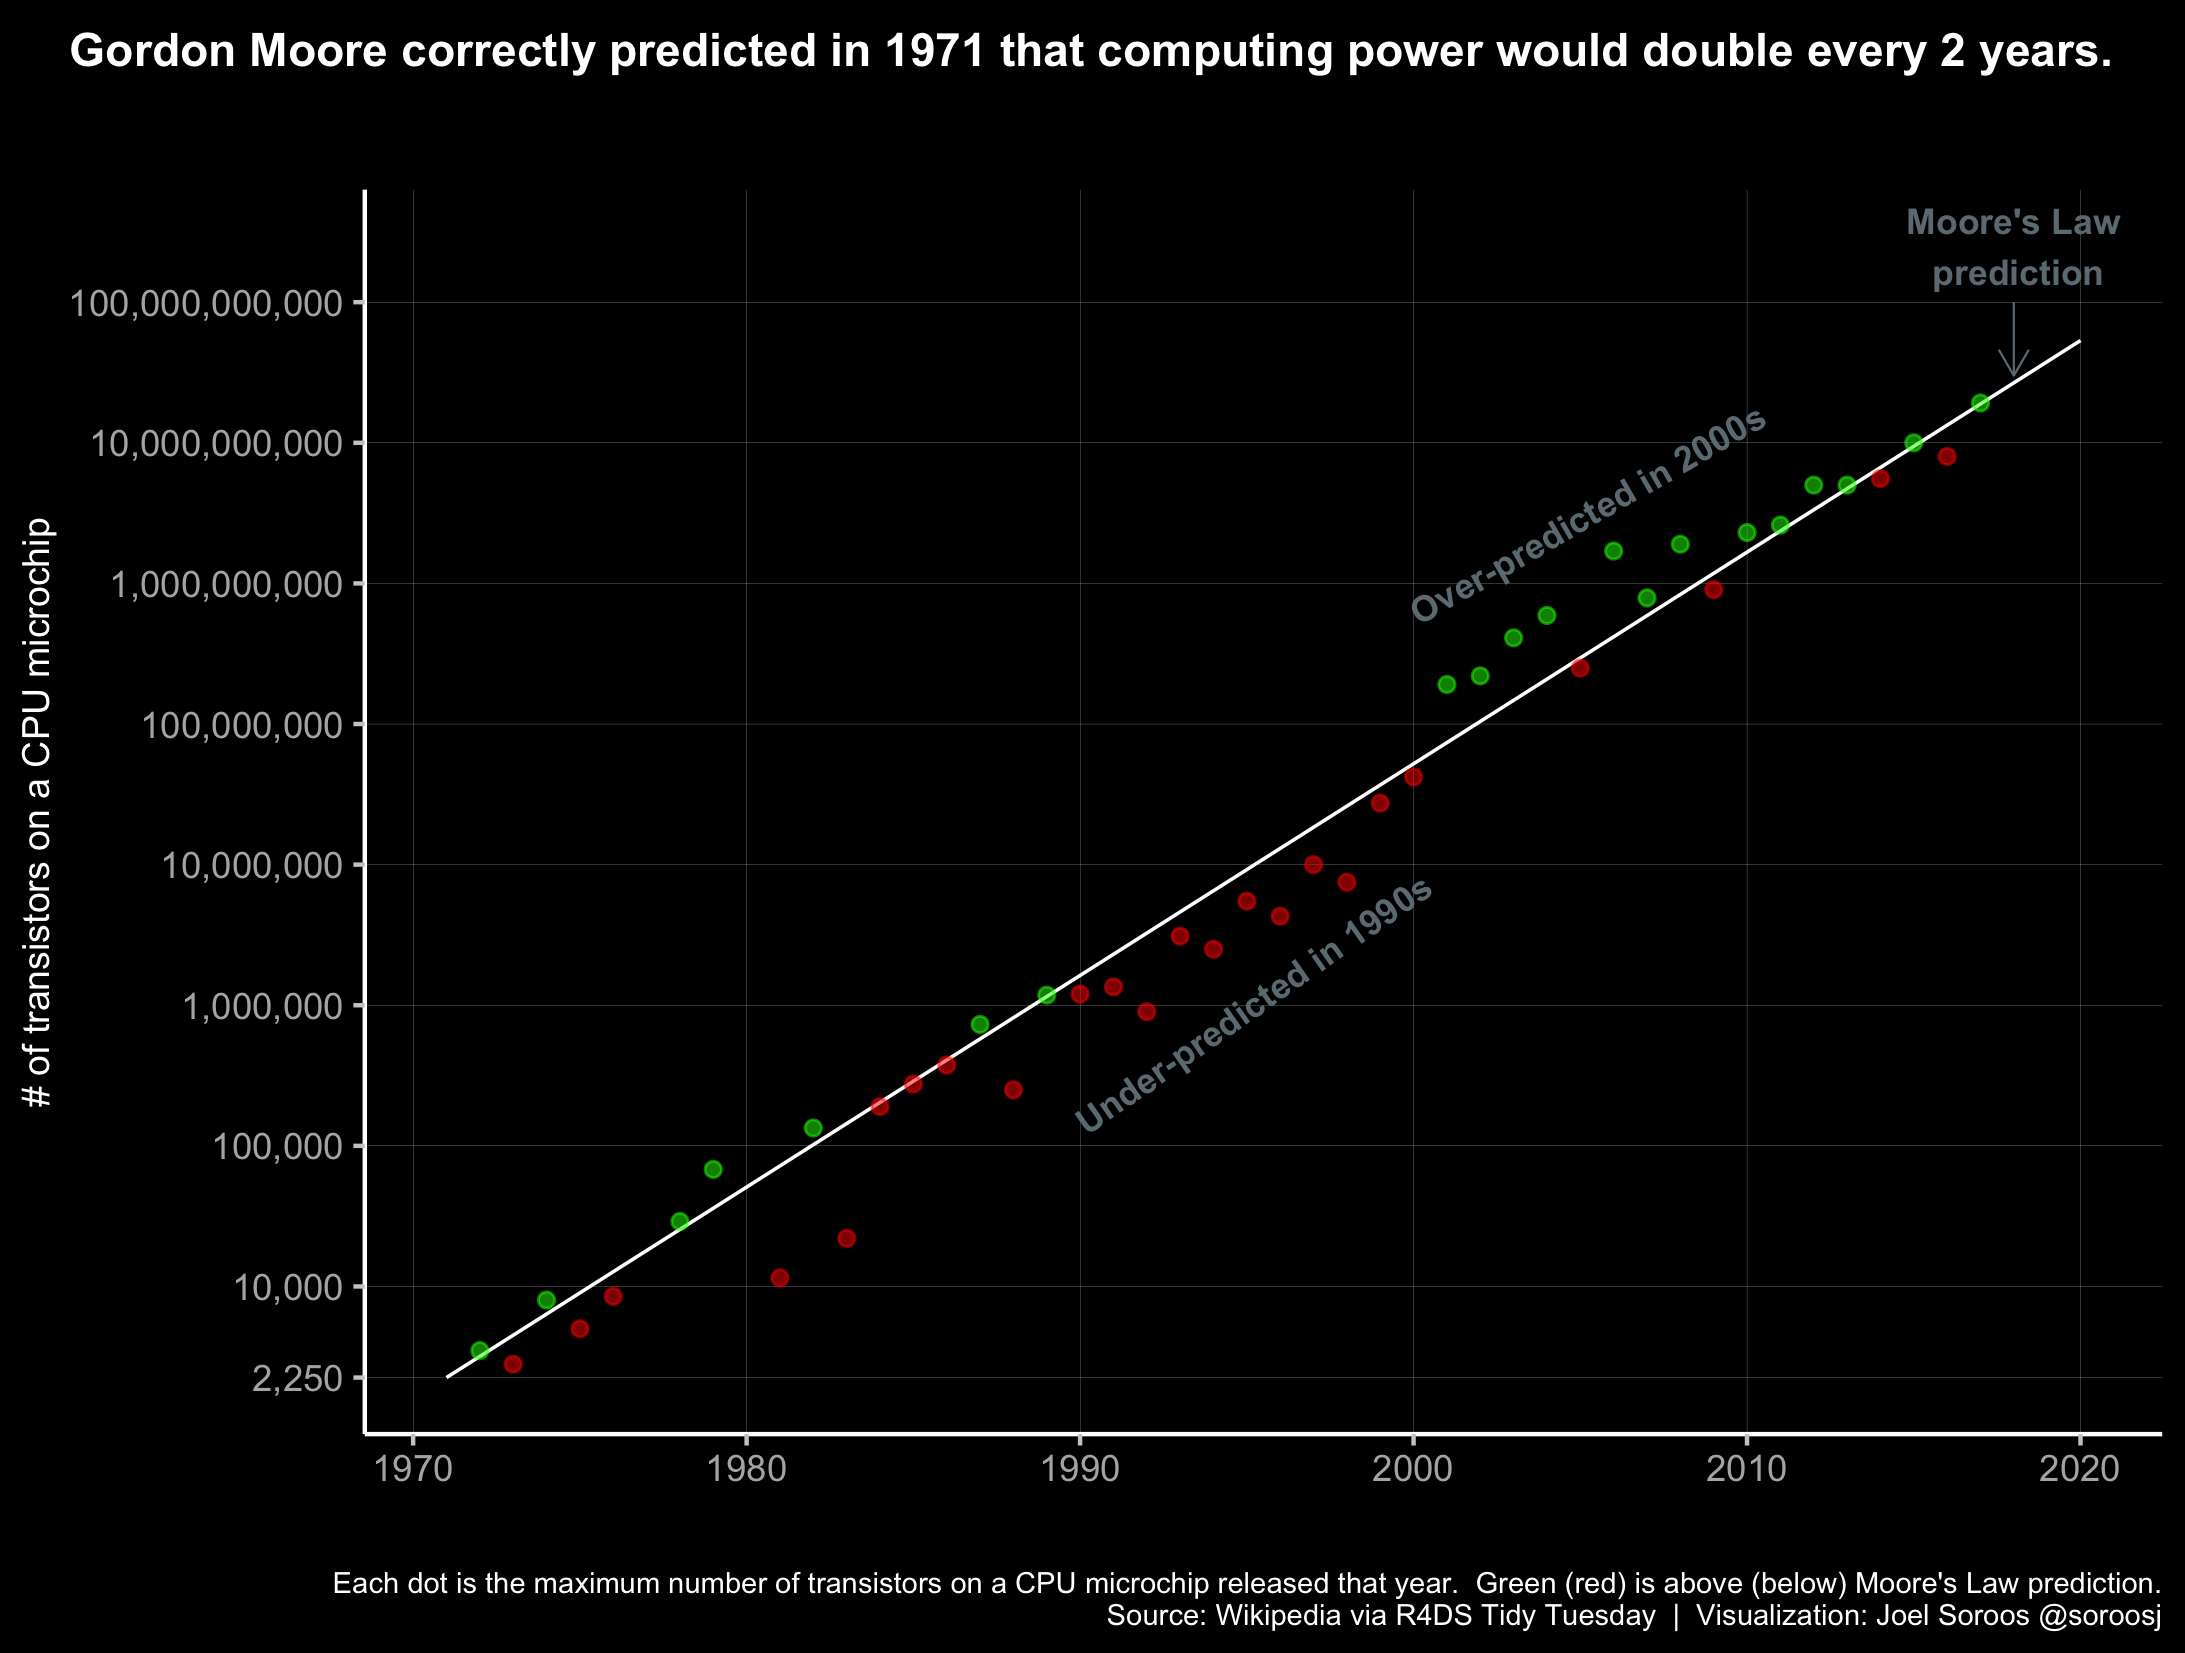 Gordon Moore correctly predicted in 1971 that computing power would double every 2 years.
Moore's Law
prediction
100,000,000,000
10,000,000,000
1,000,000,000
100,000,000
10,000,000
1,000,000
100,000
10,000
2,250
# of transistors on a CPU microchip
Over-predicted in 2000s
Under-predicted in 1990s
1970
1980
1990
2000
2010
2020
Each dot is the maximum number of transistors on a CPU microchip released that year.  Green (red) is above (below) Moore's Law prediction.
Source: Wikipedia via R4DS Tidy Tuesday  |  Visualization: Joel Soroos @soroosj